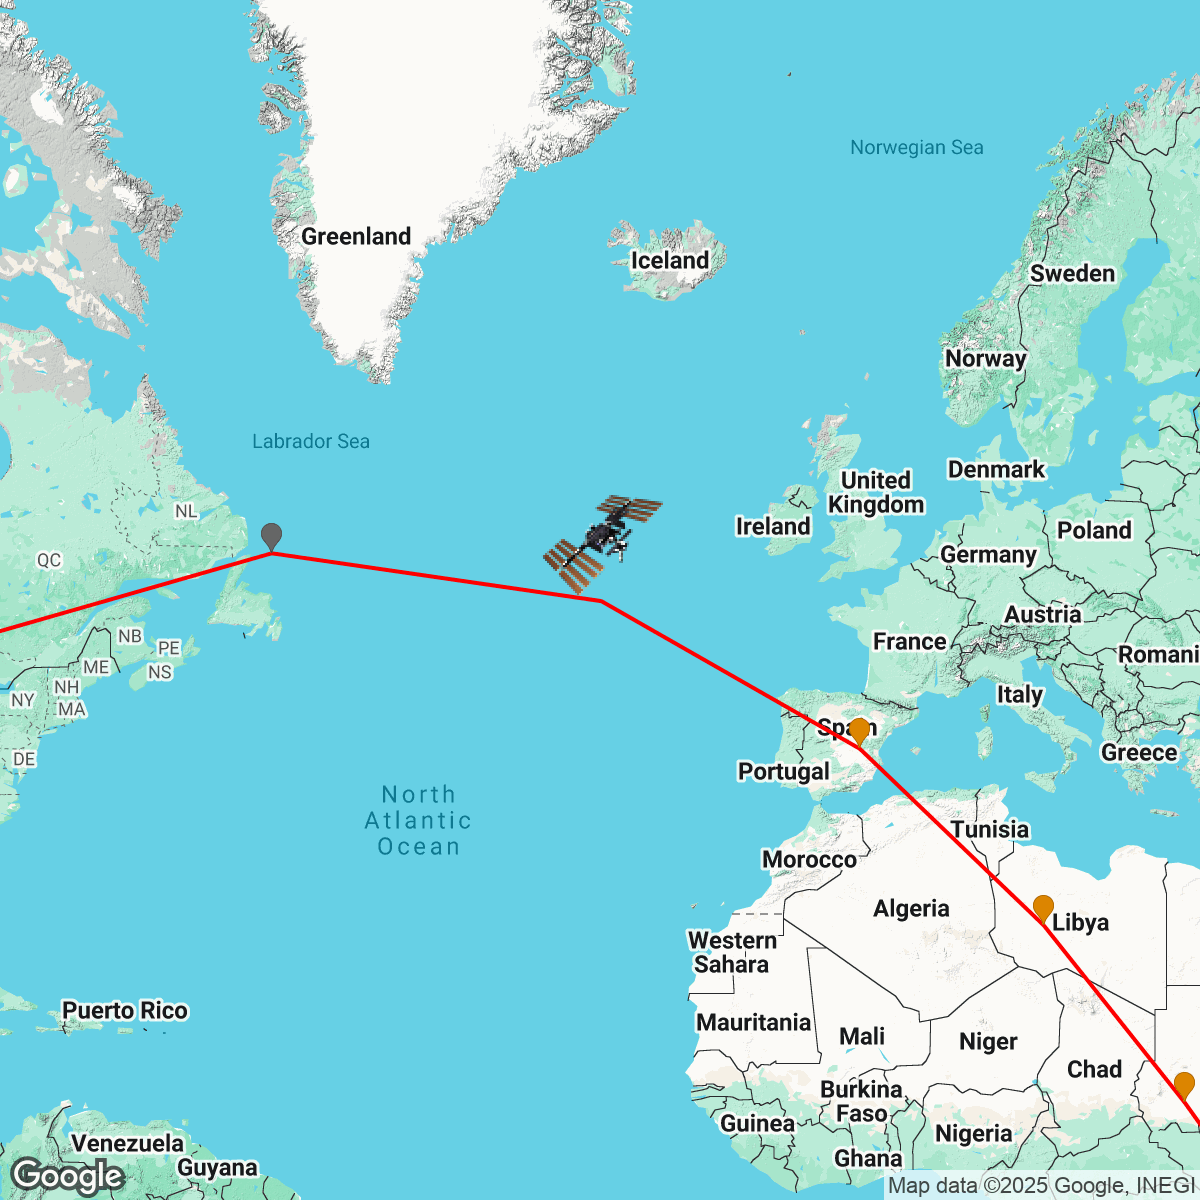 Norwegian Sea
Greenland
Iceland
Sweden
Norway
Labrador Sea
Denmark
United
Kingdom
NL
Ireland
Poland
Germany
QC
Austria
NB
France
PE
Romani
ME
NS
NH
Italy
NY
MA
Spain
Greece
DE
Portugal
North
Atlantic
Ocean
Tunisia
Morocco
Algeria
Libya
Western
Sahara
Puerto Rico
Mauritania
Mali
Niger
Chad
Burkina
Faso
Guinea
Nigeria
Venezuela
Ghana
Guyana
Google
Map data ©2025 Google, INEGI